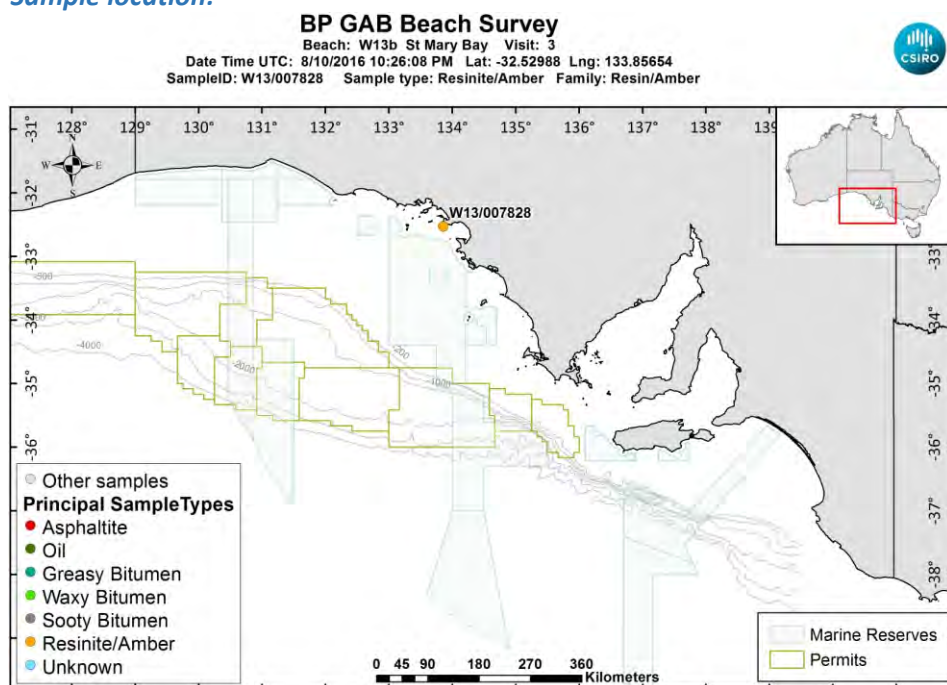 Sample location:
BP GAB Beach Survey
Beach: W13b St Mary Bay Visit: 3
Date Time UTC: 8/10/2016 10:26:08 PM Lat: -32.52988 Lng: 133.85654
SampleID: W13/007828 Sample type: Resinite/Amber Family: Resin/Amber
CSIRO
128° 129° 130° 131° 132° 133° 134° 135° 136° 137° 138° 139
-31°
N
W E
S
-32°
W13/007828
-33° -33°
-34° -200 -34°
-4000 -2000 -1000
-35° -35°
-36° -36°
-37°
-38°
Other samples
Principal SampleTypes
Asphaltite
Oil
Greasy Bitumen
Waxy Bitumen
Sooty Bitumen
Resinite/Amber
Unknown
0 45 90 180 270 360
Kilometers
Marine Reserves
Permits